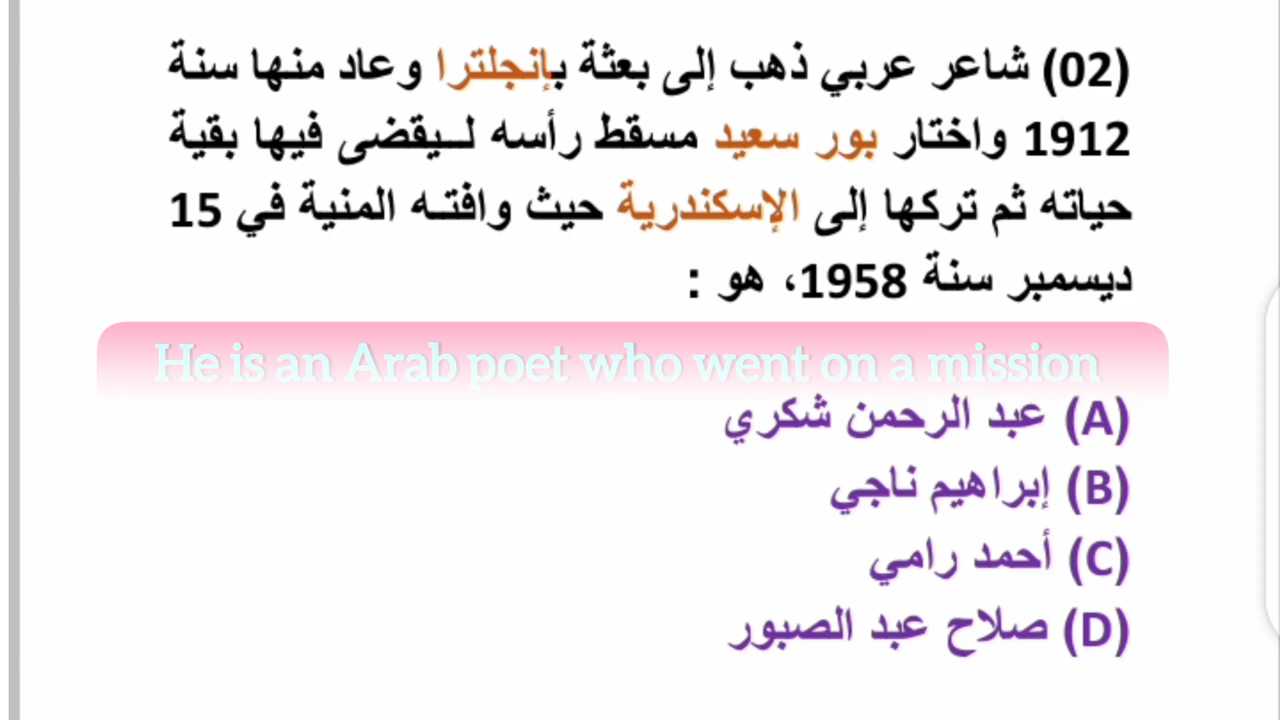 (02) شاعر عربي ذهب إلى بعثة بإنجلترا وعاد منها سنة
1912 واختار بور سعيد مسقط رأسه لـيقضى فيها بقية
حياته ثم تركها إلى الإسكندرية حيث وافتـه المنية في 15
ديسمبر سنة 1958، هو :
He is an Arab poet who went on a mission
(A) عبد الرحمن شكري
(B) إبراهيم ناجي
(C) أحمد رامي
(D) صلاح عبد الصبور